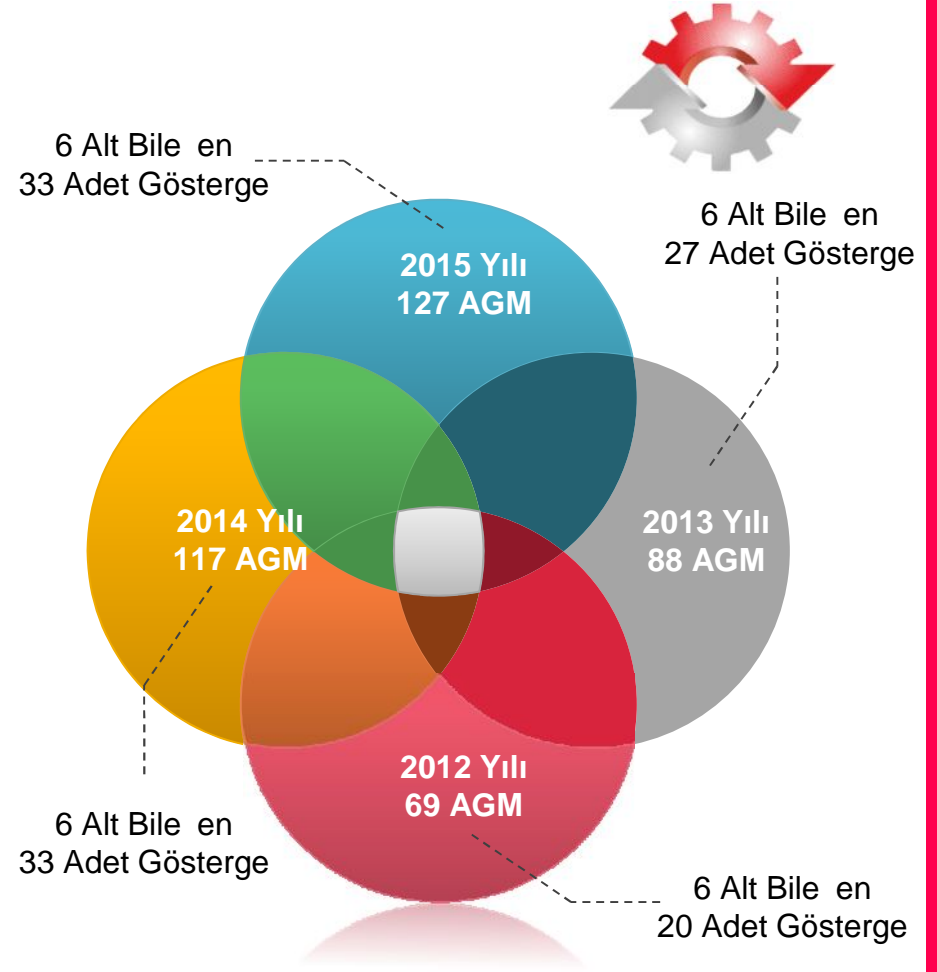 6 Alt Bile en
33 Adet Gösterge
6 Alt Bile en
27 Adet Gösterge
2015 Yılı
127 AGM
2014 Yılı
117 AGM
2013 Yılı
88 AGM
2012 Yılı
69 AGM
6 Alt Bile en
33 Adet Gösterge
6 Alt Bile en
20 Adet Gösterge